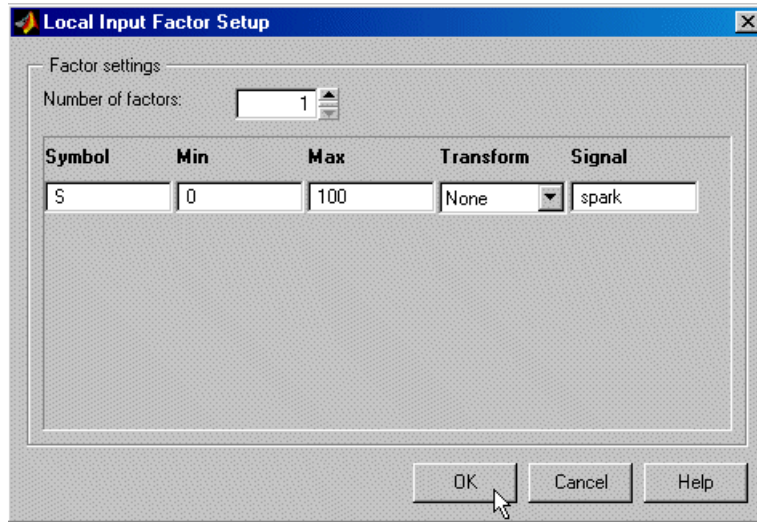 Local Input Factor Setup
Factor settings
Number of factors: 1
Symbol Min Max Transform Signal
S 0 100 None spark
OK Cancel Help